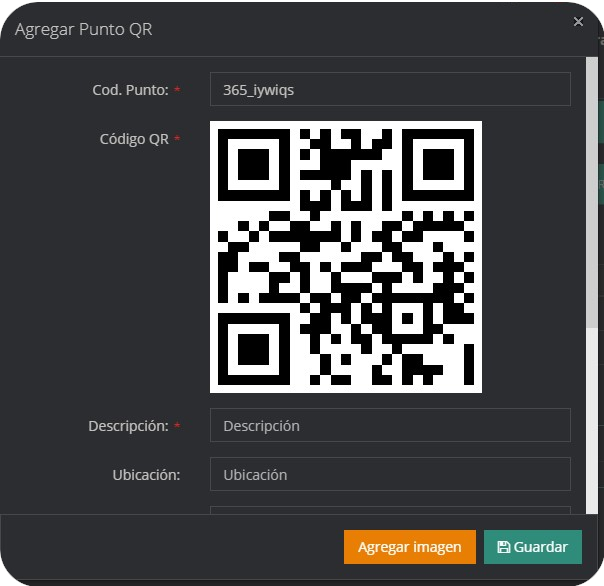 Agregar Punto QR
×
Cod. Punto: *
365_iywiqs
Código QR *
Descripción: *
Descripción
Ubicación:
Ubicación
Agregar imagen
Guardar